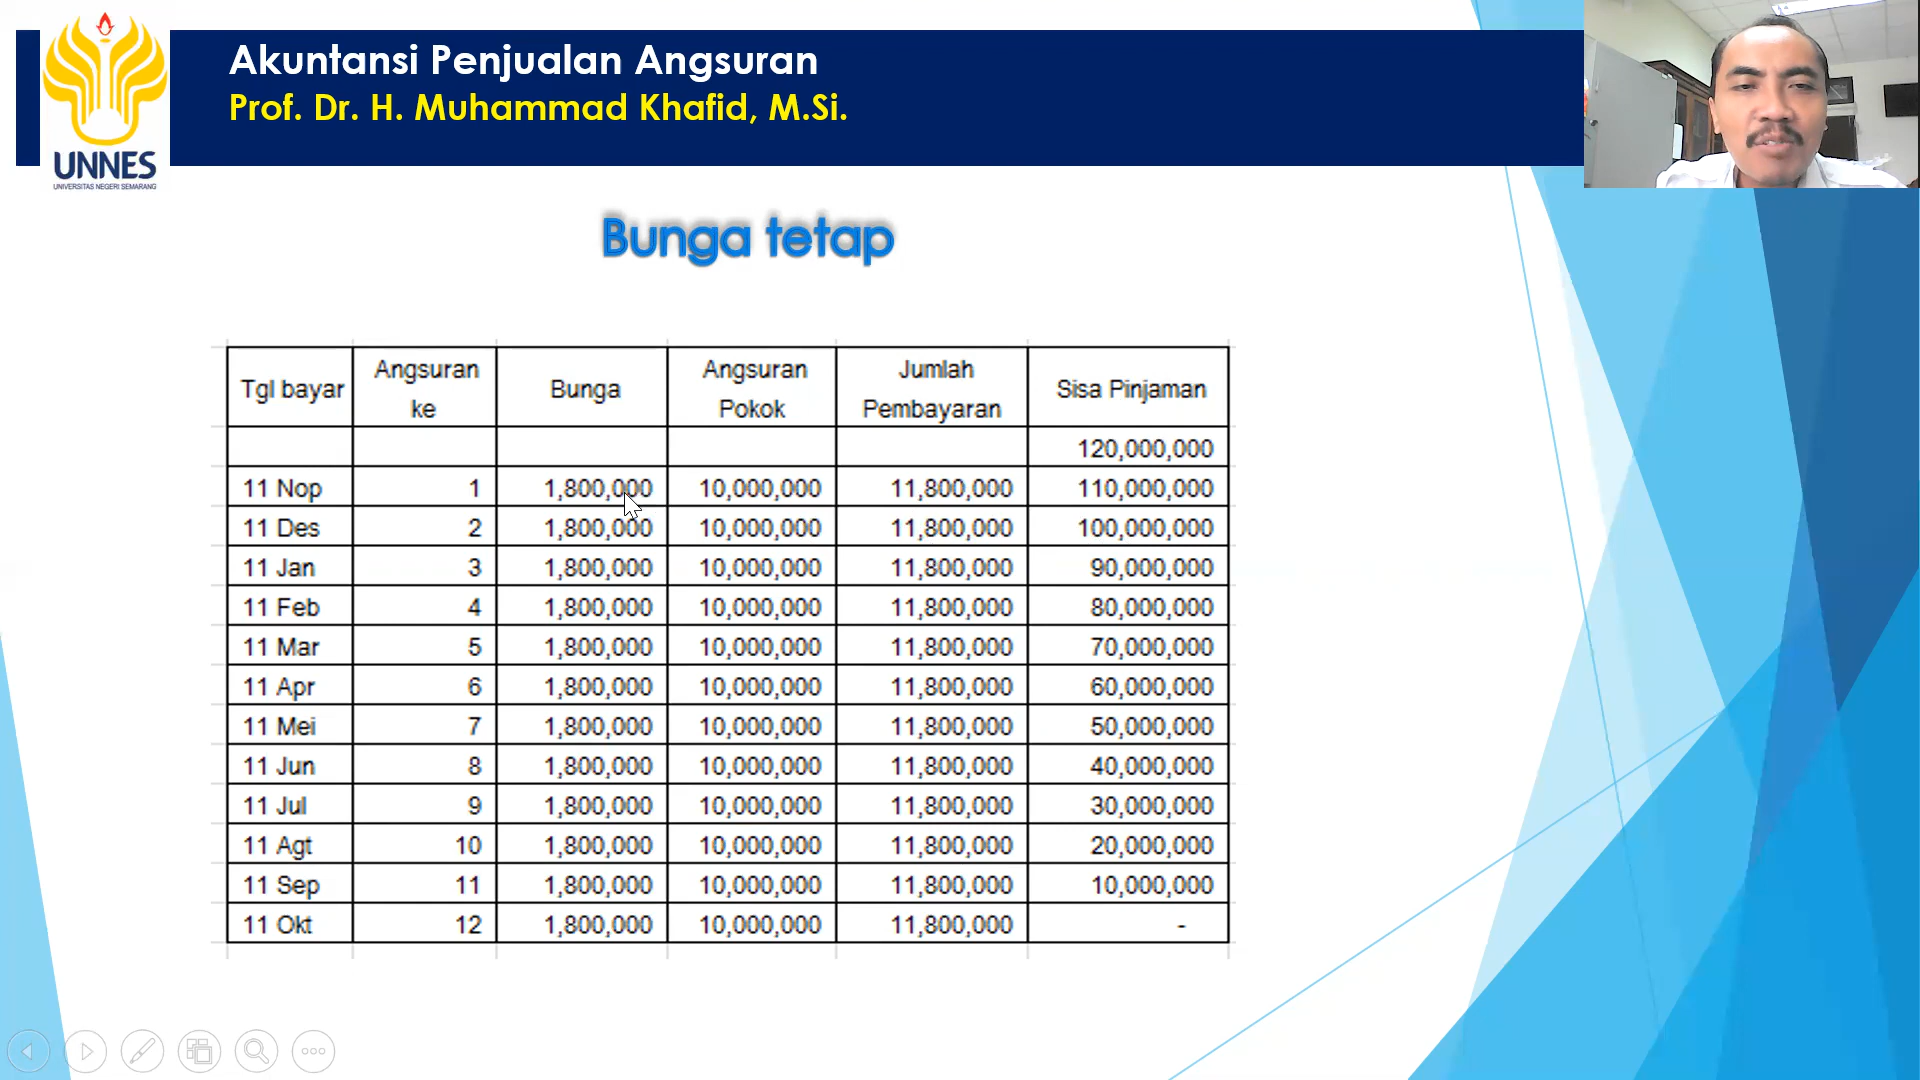 Akuntansi Penjualan Angsuran
Prof. Dr. H. Muhammad Khafid, M.Si.
UNNES
UNIVERSITAS NEGERI SEMARANG
Bunga tetap
Tgl bayar Angsuran ke Bunga Angsuran Pokok Jumlah Pembayaran Sisa Pinjaman
120,000,000
11 Nop 1 1,800,000 10,000,000 11,800,000 110,000,000
11 Des 2 1,800,000 10,000,000 11,800,000 100,000,000
11 Jan 3 1,800,000 10,000,000 11,800,000 90,000,000
11 Feb 4 1,800,000 10,000,000 11,800,000 80,000,000
11 Mar 5 1,800,000 10,000,000 11,800,000 70,000,000
11 Apr 6 1,800,000 10,000,000 11,800,000 60,000,000
11 Mei 7 1,800,000 10,000,000 11,800,000 50,000,000
11 Jun 8 1,800,000 10,000,000 11,800,000 40,000,000
11 Jul 9 1,800,000 10,000,000 11,800,000 30,000,000
11 Agt 10 1,800,000 10,000,000 11,800,000 20,000,000
11 Sep 11 1,800,000 10,000,000 11,800,000 10,000,000
11 Okt 12 1,800,000 10,000,000 11,800,000 -